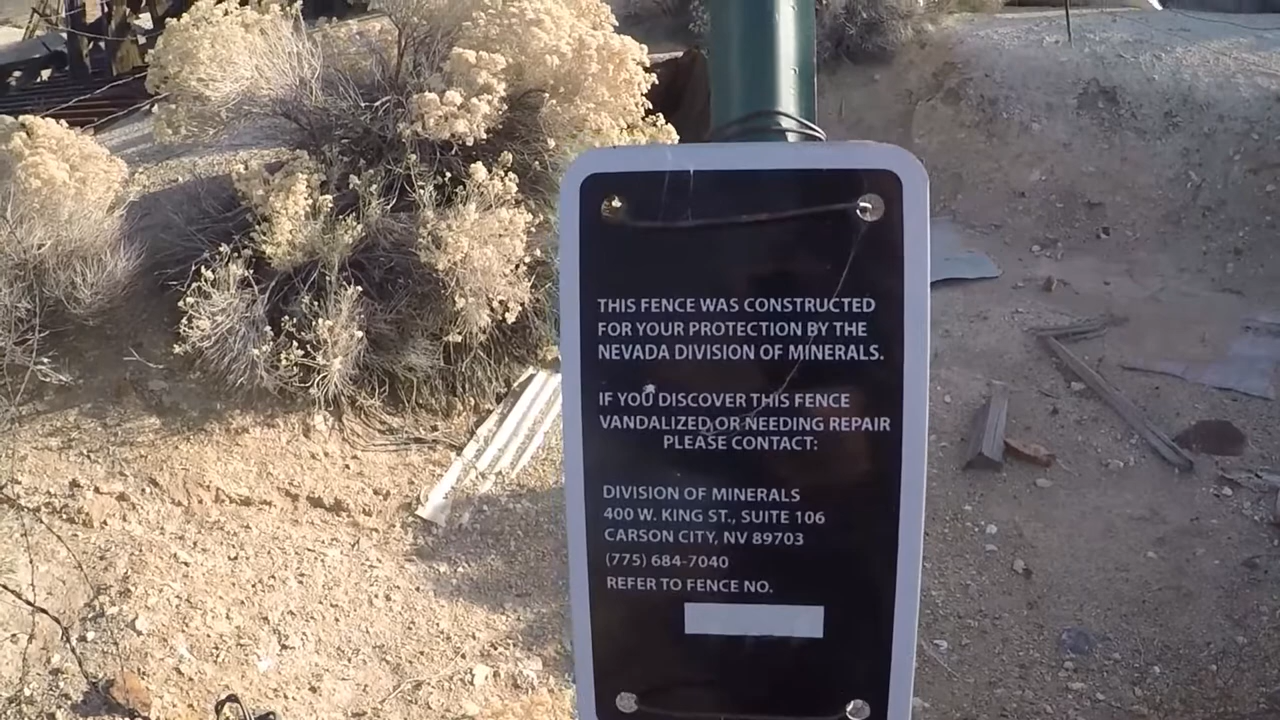 THIS FENCE WAS CONSTRUCTED
FOR YOUR PROTECTION BY THE
NEVADA DIVISION OF MINERALS.
IF YOU DISCOVER THIS FENCE
VANDALIZED OR NEEDING REPAIR
PLEASE CONTACT:
DIVISION OF MINERALS
400 W. KING ST., SUITE 106
CARSON CITY, NV 89703
(775) 684-7040
REFER TO FENCE NO.